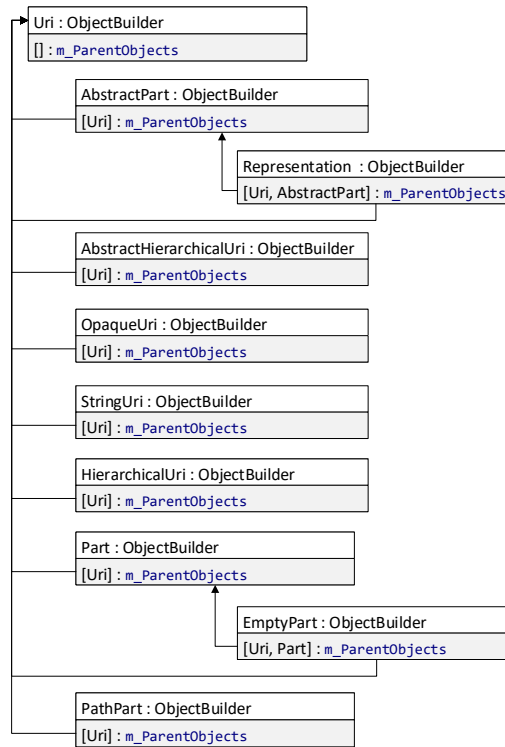 Uri : ObjectBuilder
[] : m_ParentObjects
AbstractPart : ObjectBuilder
[Uri] : m_ParentObjects
Representation : ObjectBuilder
[Uri, AbstractPart] : m_ParentObjects
AbstractHierarchicalUri : ObjectBuilder
[Uri] : m_ParentObjects
OpaqueUri : ObjectBuilder
[Uri] : m_ParentObjects
StringUri : ObjectBuilder
[Uri] : m_ParentObjects
HierarchicalUri : ObjectBuilder
[Uri] : m_ParentObjects
Part : ObjectBuilder
[Uri] : m_ParentObjects
EmptyPart : ObjectBuilder
[Uri, Part] : m_ParentObjects
PathPart : ObjectBuilder
[Uri] : m_ParentObjects